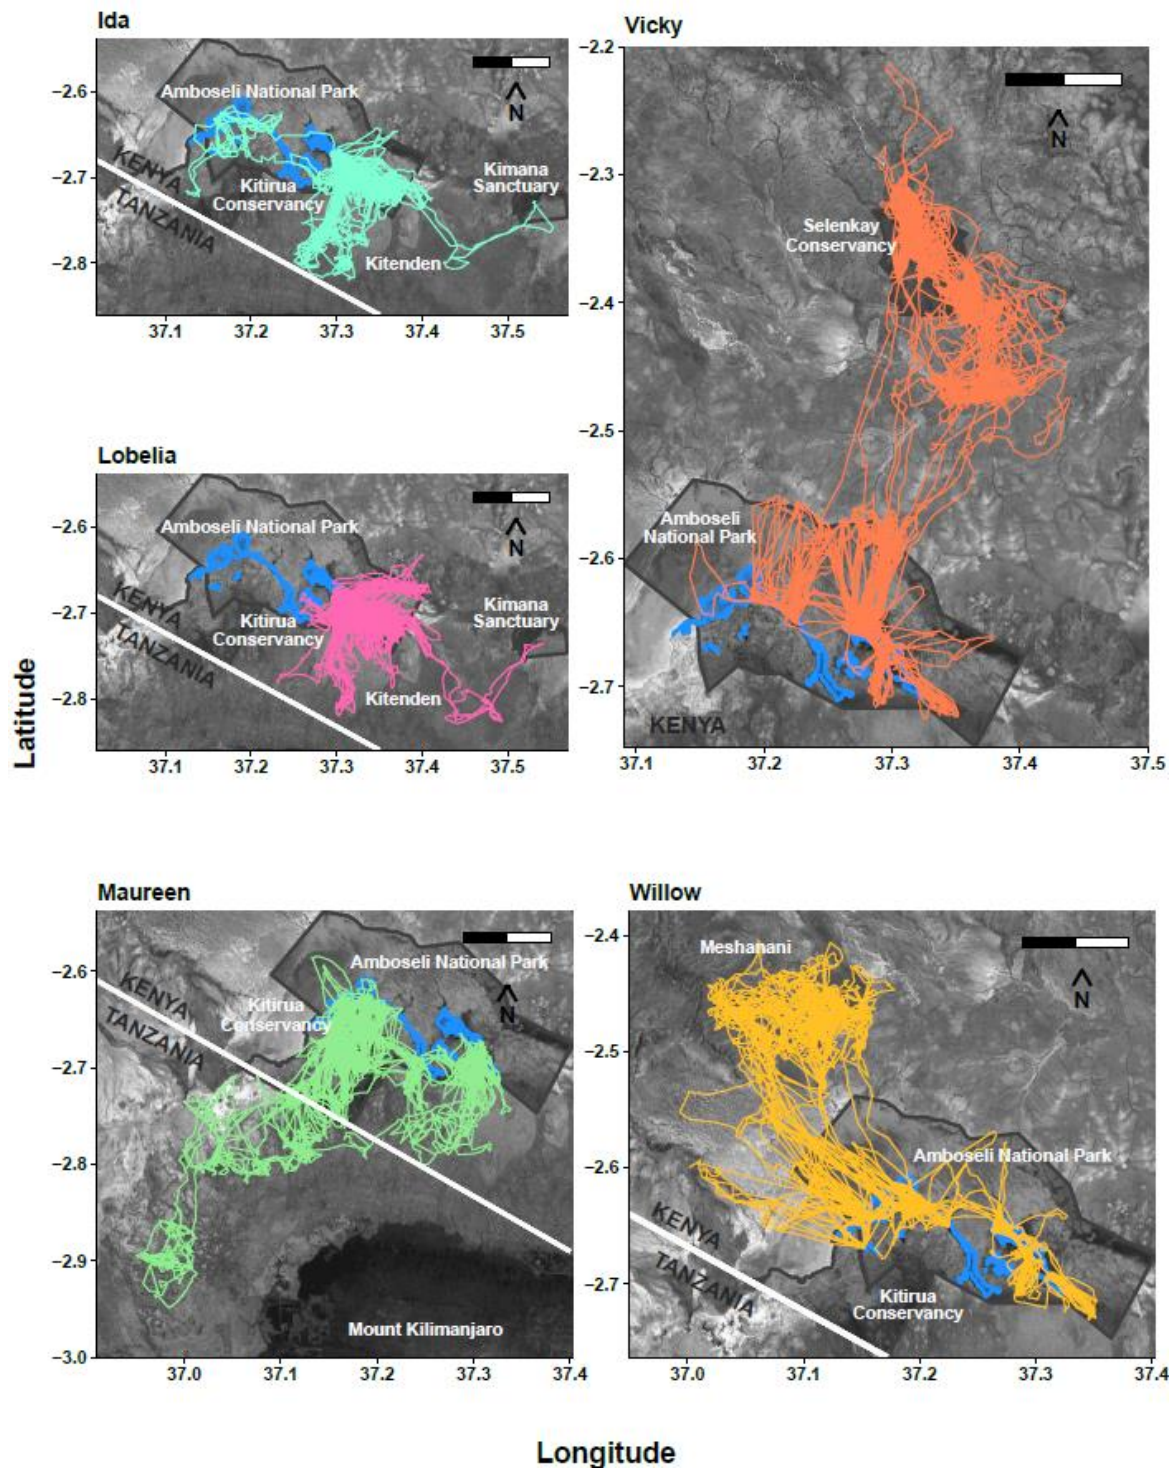 Ida
Amboseli National Park
N
Kimana
Sanctuary
KENYA
Kitirua
Conservancy
TANZANIA
Kitenden
−2.6
−2.7
−2.8
37.1 37.2 37.3 37.4 37.5
Vicky
N
Selenkay
Conservancy
Amboseli
National Park
KENYA
−2.2
−2.3
−2.4
−2.5
−2.6
−2.7
37.1 37.2 37.3 37.4 37.5
Lobelia
Amboseli National Park
N
KENYA
Kimana
Sanctuary
Kitirua
Conservancy
TANZANIA
Kitenden
−2.6
−2.7
−2.8
37.1 37.2 37.3 37.4 37.5
Latitude
Maureen
Amboseli National Park
KENYA
Kitirua
Conservancy
N
TANZANIA
Mount Kilimanjaro
−2.6
−2.7
−2.8
−2.9
−3.0
37.0 37.1 37.2 37.3 37.4
Willow
Meshanani
N
Amboseli National Park
KENYA
TANZANIA
Kitirua
Conservancy
−2.4
−2.5
−2.6
−2.7
37.0 37.1 37.2 37.3 37.4
Longitude